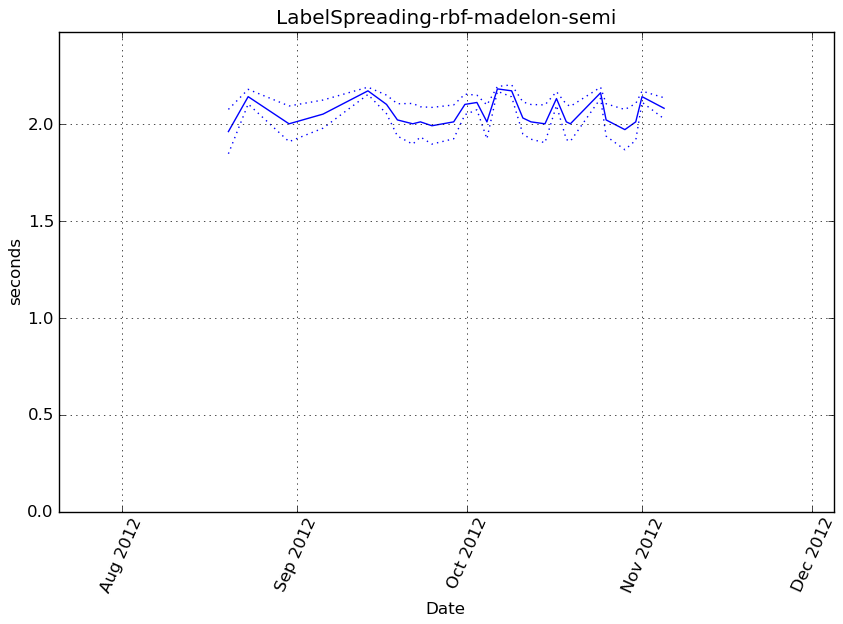 LabelSpreading-rbf-madelon-semi
seconds
2.0
1.5
1.0
0.5
0.0
Aug 2012
Sep 2012
Oct 2012
Nov 2012
Dec 2012
Date